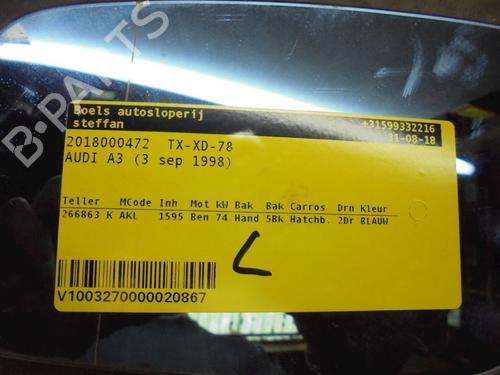 B-PARTS
Boels autosloperij
steffan
+31599332216
21-08-18
2018000472 TX-XD-78
AUDI A3 (3 sep 1998)
Teller MCode Inh Mot kW Bak Bak Carros Drn Kleur
266863 K AKL 1595 Ben 74 Hand 5Bk Hatchb. 2Dr BLAUW
L
V1003270000020867